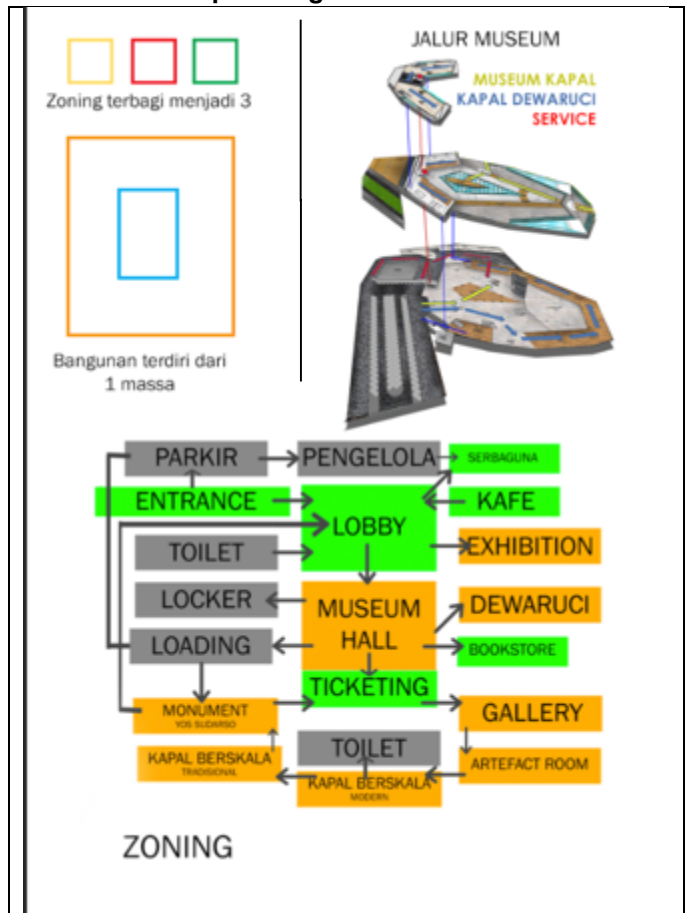 JALUR MUSEUM
MUSEUM KAPAL
KAPAL DEWARUCI
SERVICE
Zoning terbagi menjadi 3
Bangunan terdiri dari
1 massa
PARKIR
PENGELOLA
SERBAGUNA
ENTRANCE
LOBBY
KAFE
TOILET
EXHIBITION
LOCKER
MUSEUM
HALL
DEWARUCI
LOADING
BOOKSTORE
TICKETING
MONUMENT
YOS SUDARSO
GALLERY
KAPAL BERSKALA
TRADISIONAL
TOILET
ARTEFACT ROOM
KAPAL BERSKALA
MODERN
ZONING